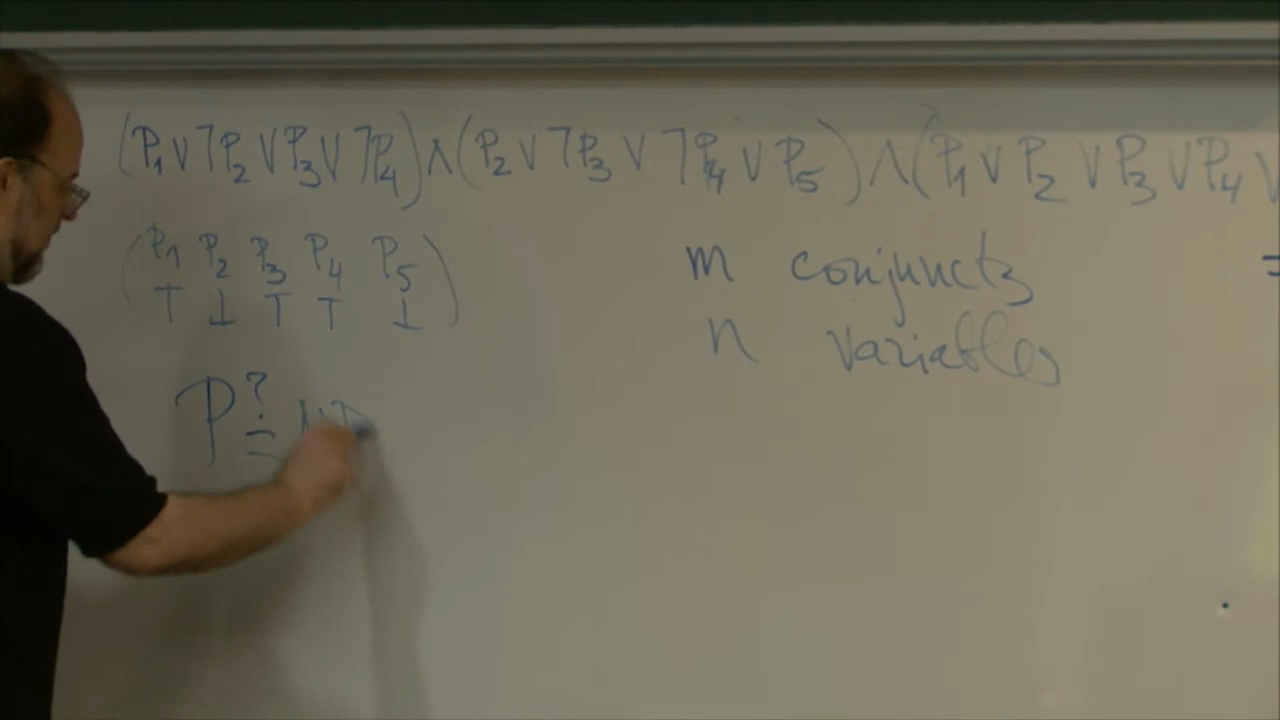 (P₁ ∨ ¬P₂ ∨ P₃ ∨ ¬P₄) ∧ (P₂ ∨ ¬P₃ ∨ ¬P₄ ∨ P₅) ∧ (P₁ ∨ P₂ ∨ P₃ ∨ P₄ ∨
(P₁ P₂ P₃ P₄ P₅)
⊤ ⊥ ⊤ ⊤ ⊥
m conjuncts =
n variables
P ≟ NP